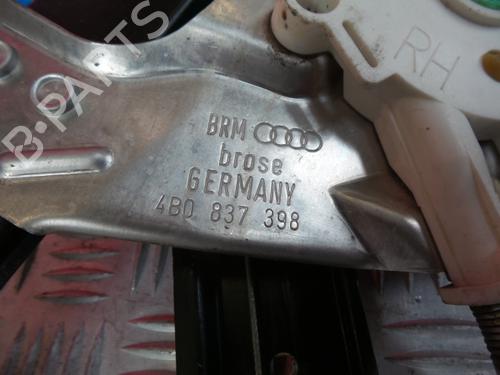 B-PARTS
RH
BRM
brose
GERMANY
4B0 837 398